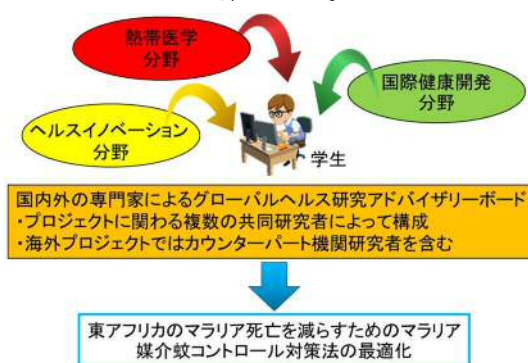 熱帯医学
分野
国際健康開発
分野
ヘルスイノベーション
分野
学生
国内外の専門家によるグローバルヘルス研究アドバイザリーボード
・プロジェクトに関わる複数の共同研究者によって構成
・海外プロジェクトではカウンターパート機関研究者を含む
東アフリカのマラリア死亡を減らすためのマラリア
媒介蚊コントロール対策法の最適化